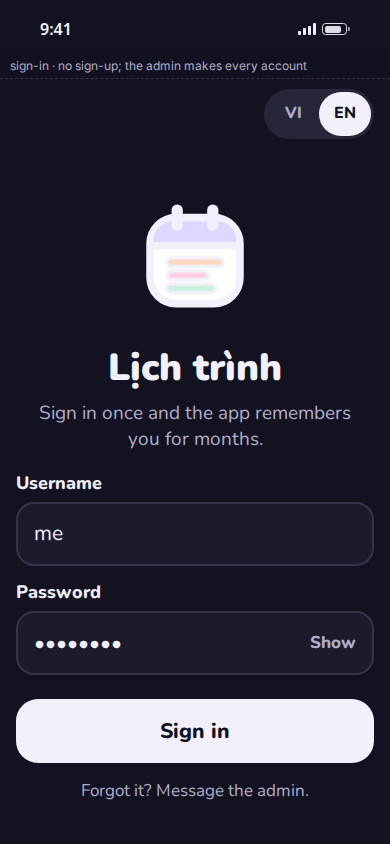 9:41
sign-in · no sign-up; the admin makes every account
VI EN
Lịch trình
Sign in once and the app remembers
you for months.
Username
me
Password
●●●●●●●● Show
Sign in
Forgot it? Message the admin.